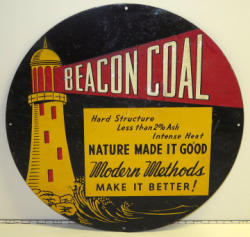 BEACON COAL
Hard Structure
Less than 2% Ash
Intense Heat
NATURE MADE IT GOOD
Modern Methods
MAKE IT BETTER!